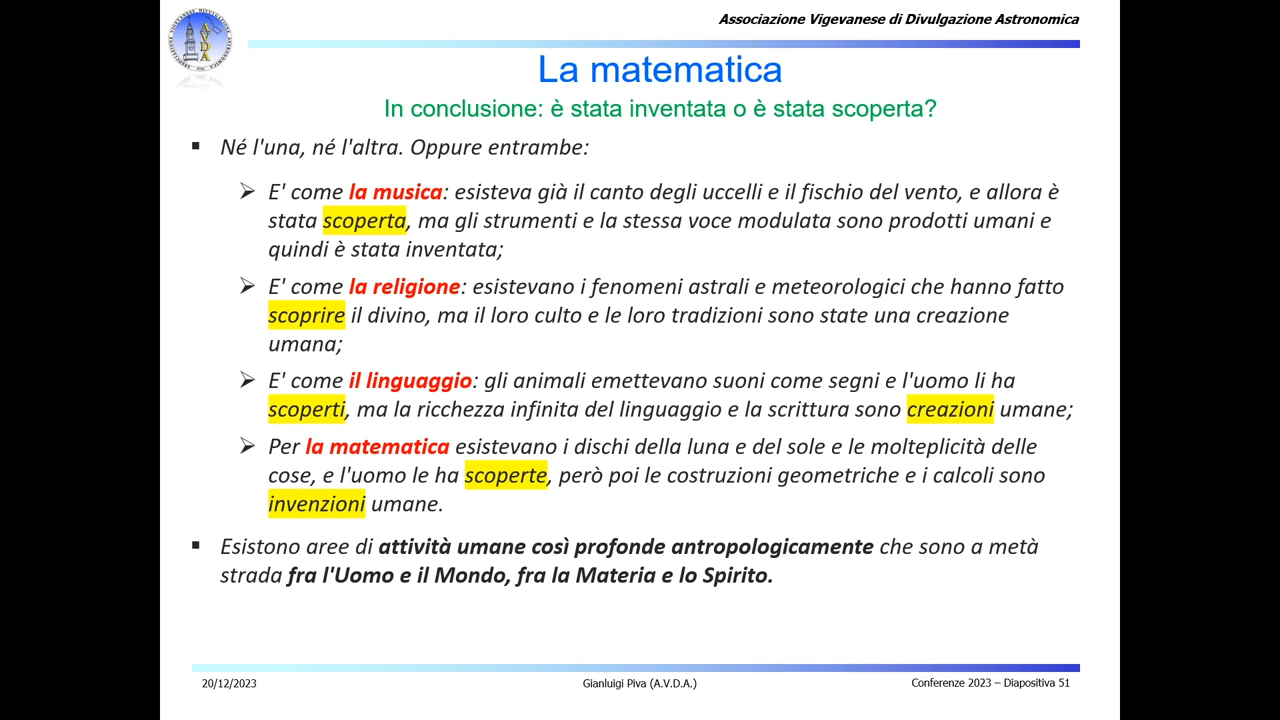 Associazione Vigevanese di Divulgazione Astronomica
AVDA
La matematica
In conclusione: è stata inventata o è stata scoperta?
▪ Né l'una, né l'altra. Oppure entrambe:
➢ E' come la musica: esisteva già il canto degli uccelli e il fischio del vento, e allora è
stata scoperta, ma gli strumenti e la stessa voce modulata sono prodotti umani e
quindi è stata inventata;
➢ E' come la religione: esistevano i fenomeni astrali e meteorologici che hanno fatto
scoprire il divino, ma il loro culto e le loro tradizioni sono state una creazione
umana;
➢ E' come il linguaggio: gli animali emettevano suoni come segni e l'uomo li ha
scoperti, ma la ricchezza infinita del linguaggio e la scrittura sono creazioni umane;
➢ Per la matematica esistevano i dischi della luna e del sole e le molteplicità delle
cose, e l'uomo le ha scoperte, però poi le costruzioni geometriche e i calcoli sono
invenzioni umane.
▪ Esistono aree di attività umane così profonde antropologicamente che sono a metà
strada fra l'Uomo e il Mondo, fra la Materia e lo Spirito.
20/12/2023
Gianluigi Piva (A.V.D.A.)
Conferenze 2023 – Diapositiva 51